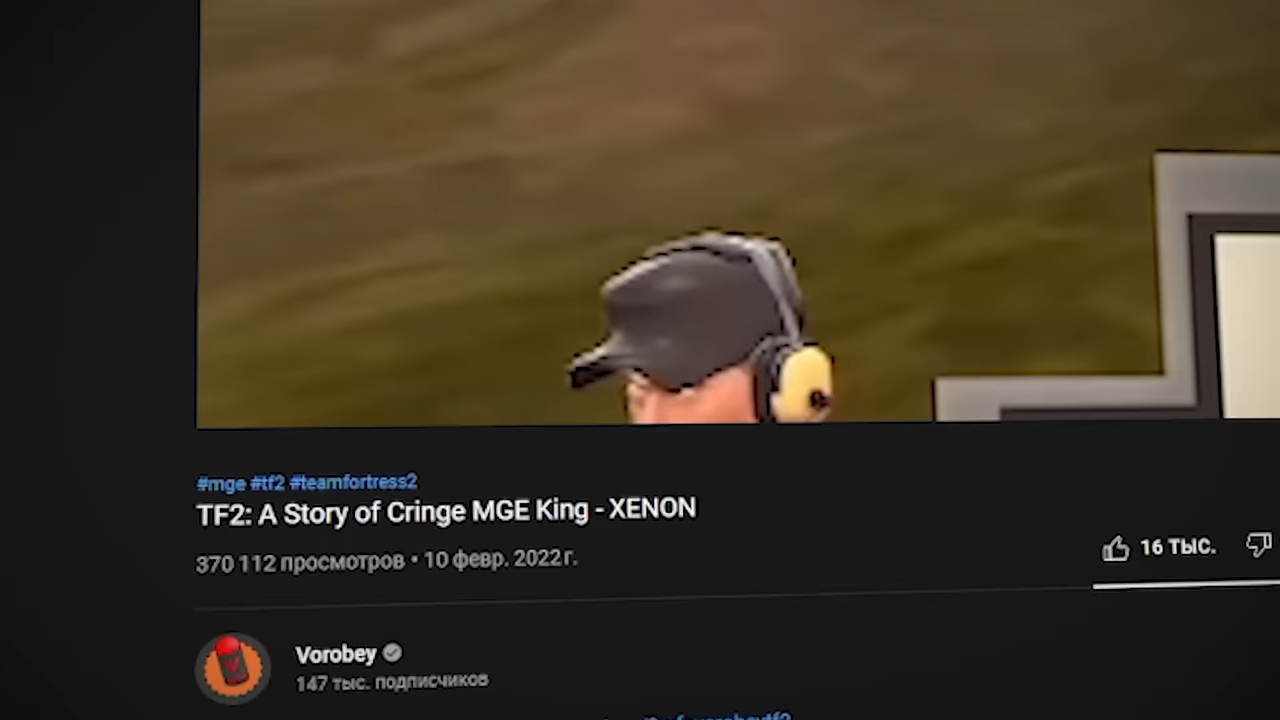 #mge #tf2 #teamfortress2
TF2: A Story of Cringe MGE King - XENON
370 112 просмотров • 10 февр. 2022 г.
16 ТЫС.
Vorobey
147 тыс. подписчиков